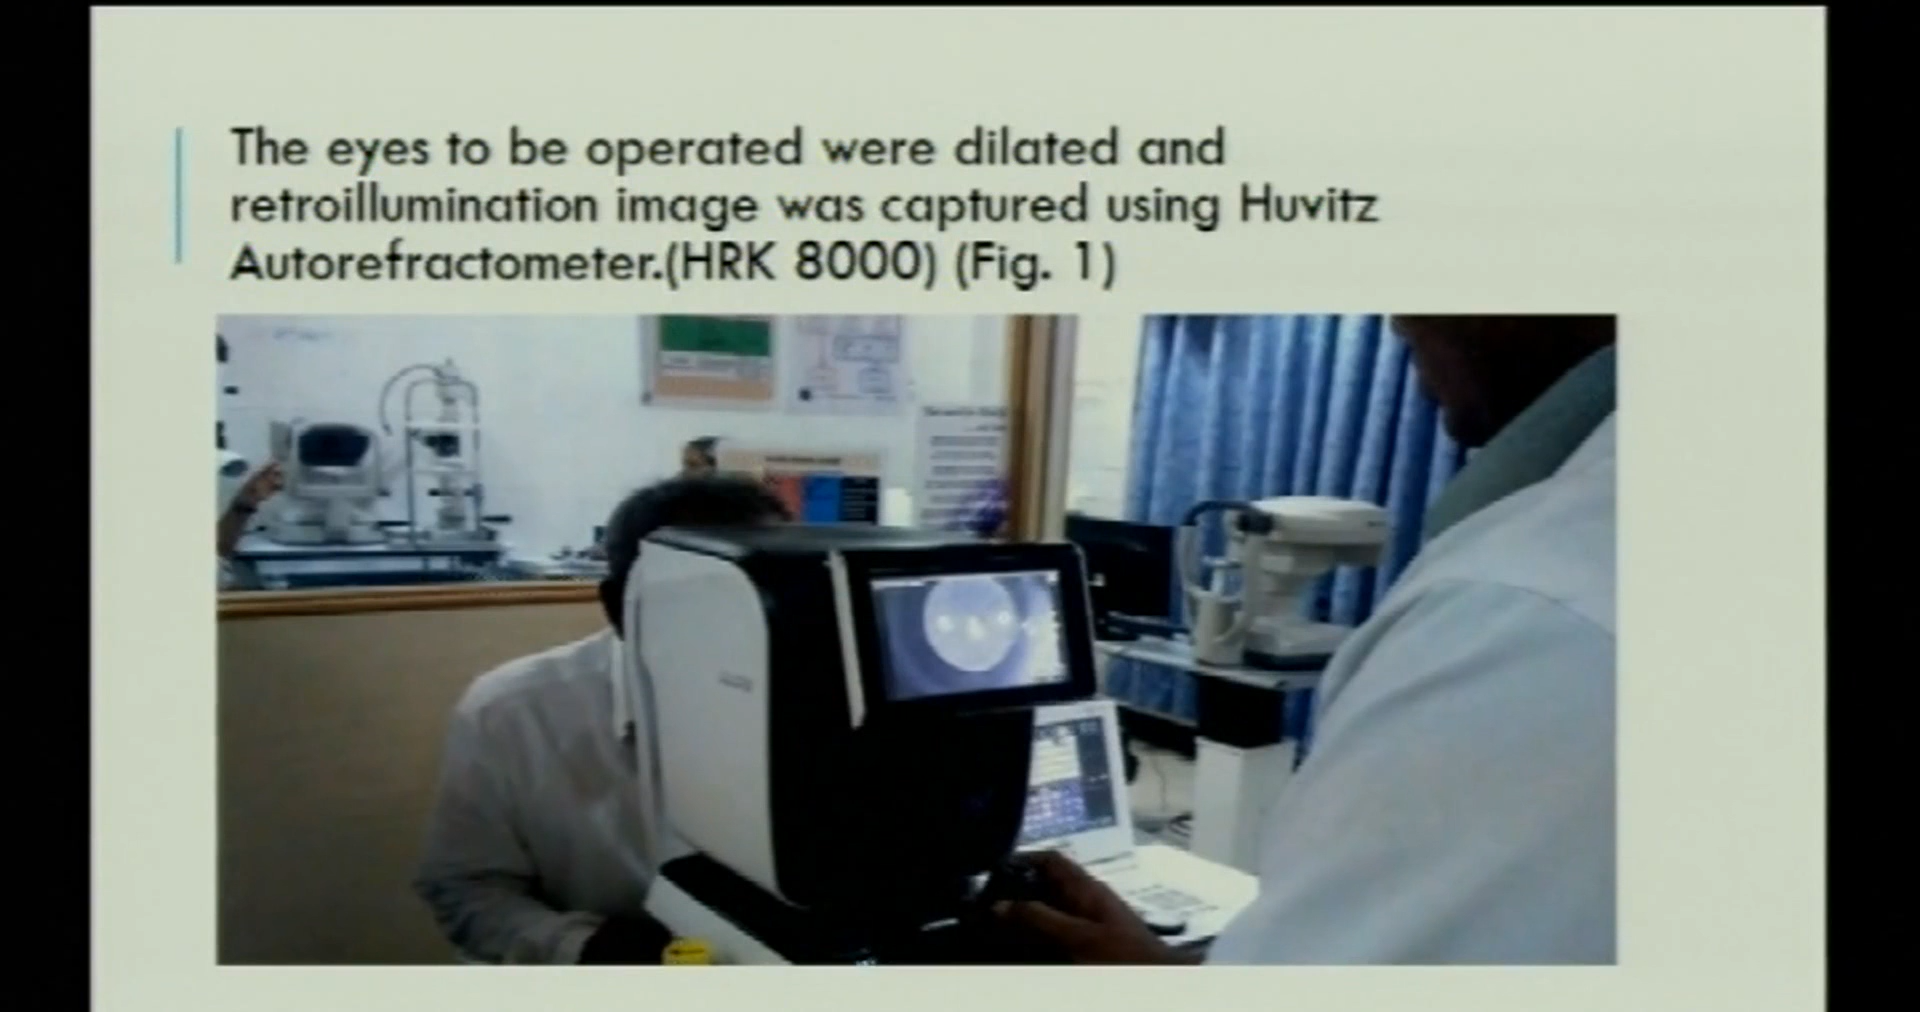 The eyes to be operated were dilated and
retroillumination image was captured using Huvitz
Autorefractometer.(HRK 8000) (Fig. 1)